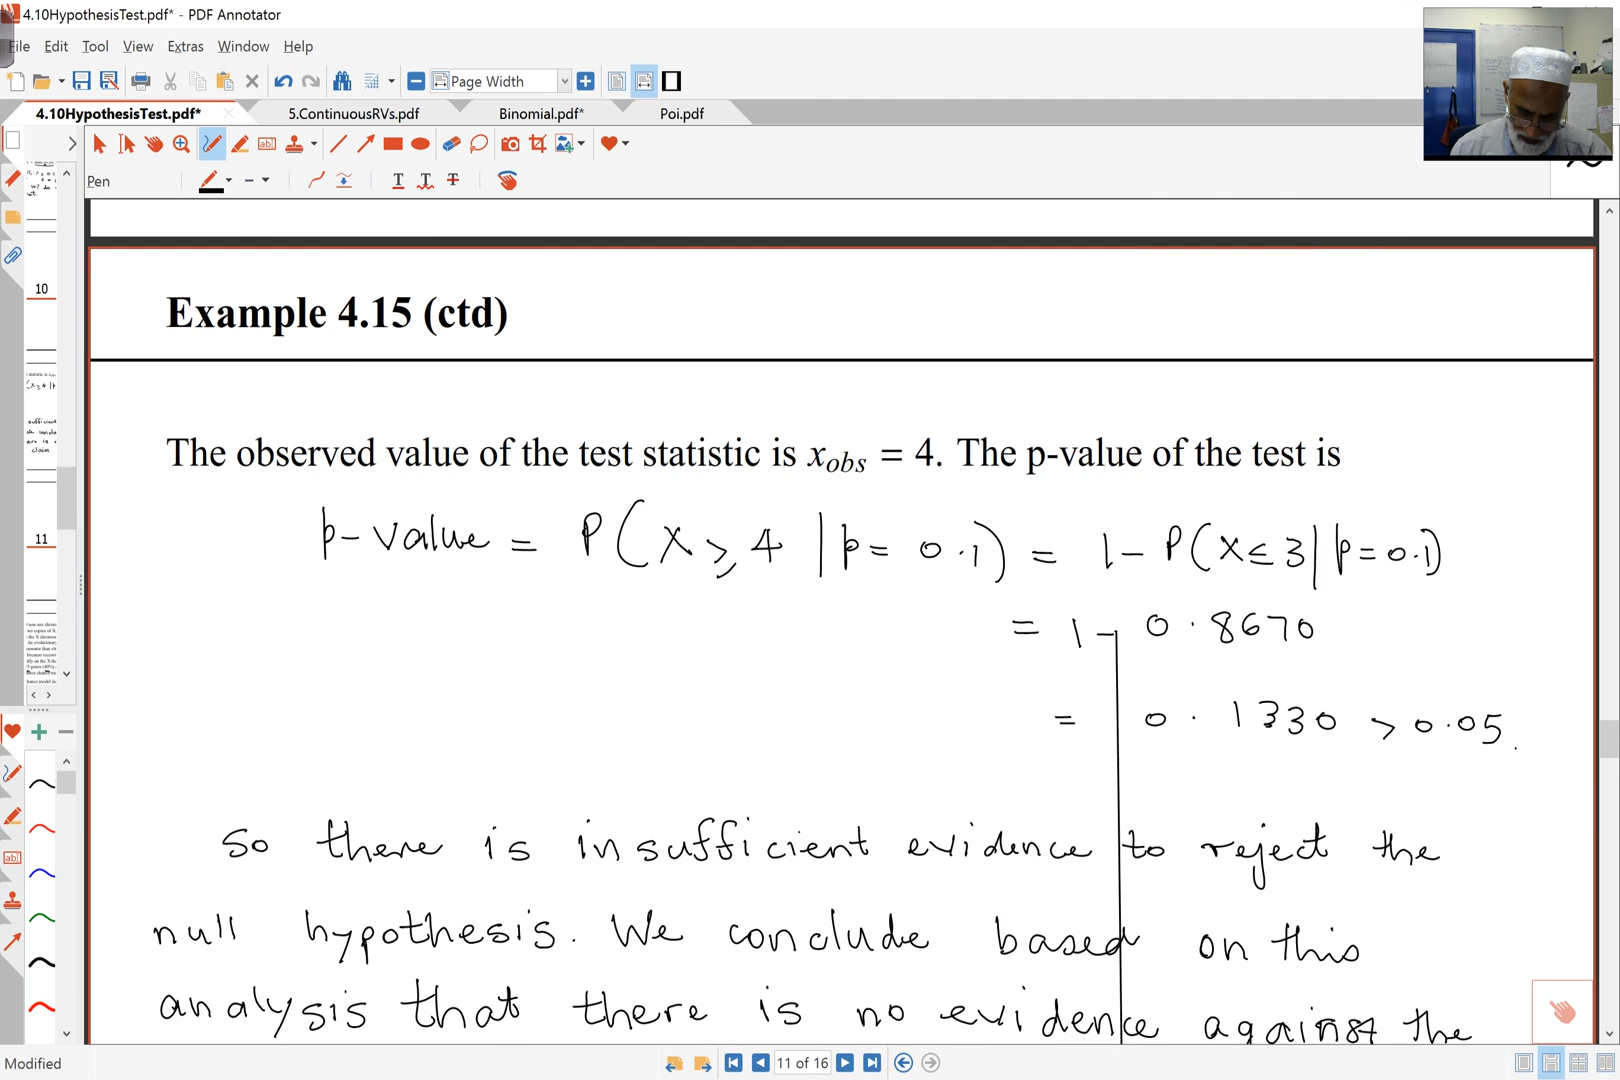 4.10HypothesisTest.pdf* - PDF Annotator
File Edit Tool View Extras Window Help
Page Width
4.10HypothesisTest.pdf* 5.ContinuousRVs.pdf Binomial.pdf* Poi.pdf
Pen
10
11
Example 4.15 (ctd)
The observed value of the test statistic is x_obs = 4. The p-value of the test is
p-value = P(X ≥ 4 | p = 0.1) = 1 - P(X ≤ 3 | p = 0.1)
= 1 - 0.8670
= 0.1330 > 0.05.
So there is insufficient evidence to reject the
null hypothesis. We conclude based on this
analysis that there is no evidence against the
Modified
11 of 16